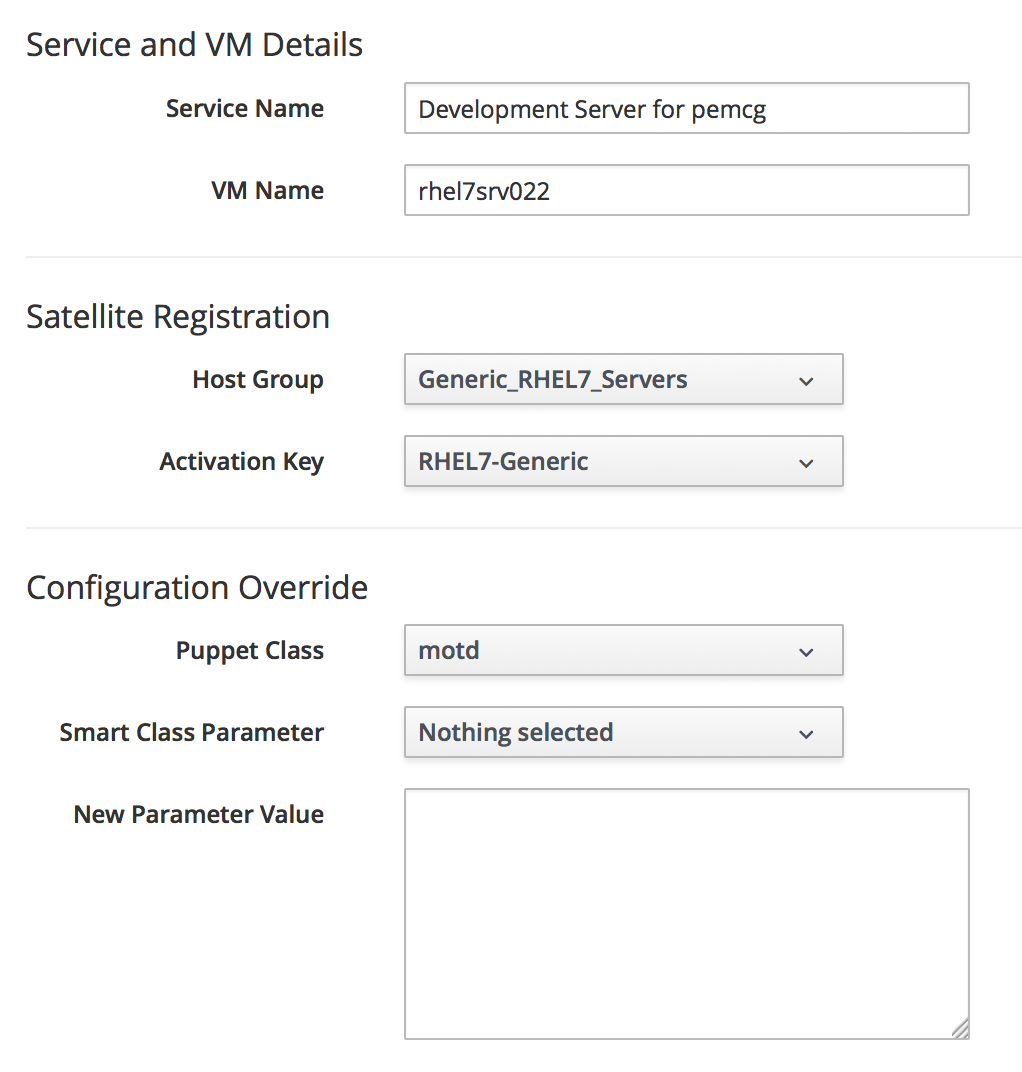 Service and VM Details
Service Name
Development Server for pemcg
VM Name
rhel7srv022
Satellite Registration
Host Group
Generic_RHEL7_Servers
Activation Key
RHEL7-Generic
Configuration Override
Puppet Class
motd
Smart Class Parameter
Nothing selected
New Parameter Value